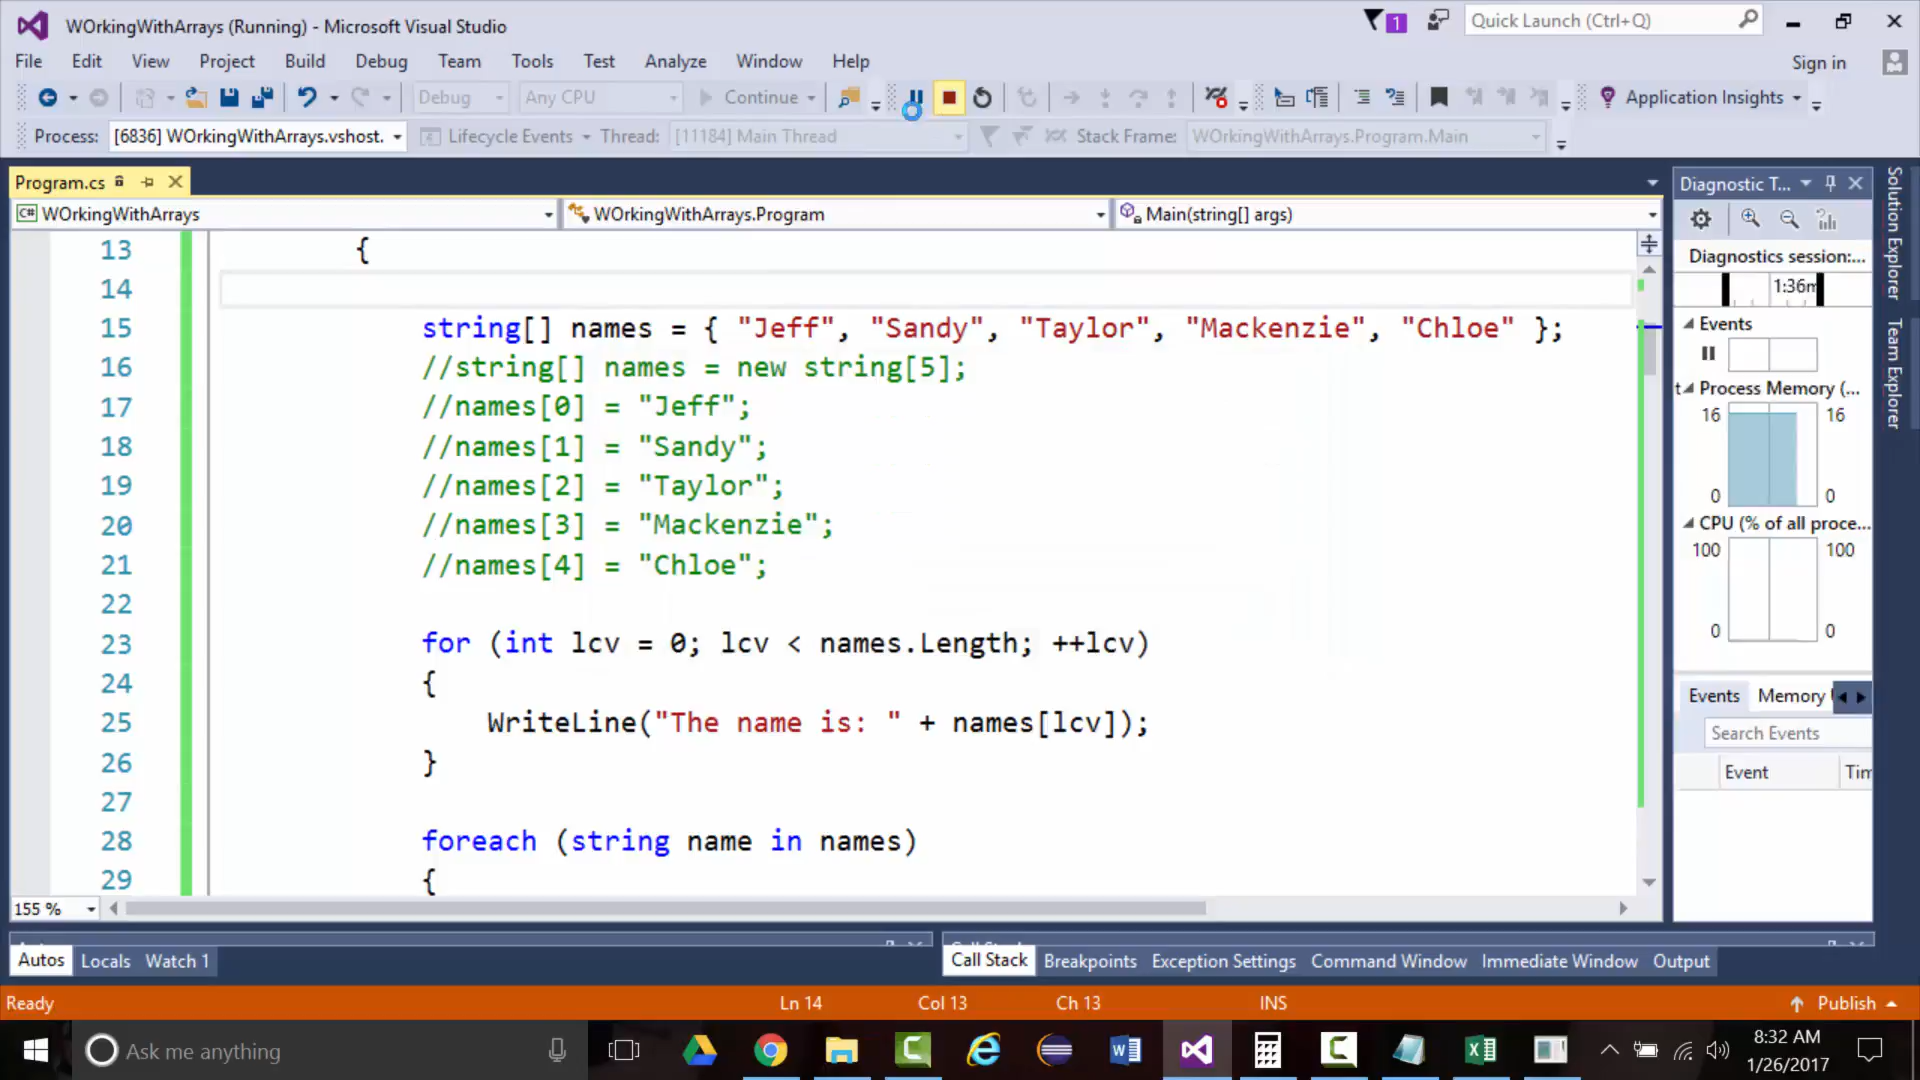 WOrkingWithArrays (Running) - Microsoft Visual Studio
1
Quick Launch (Ctrl+Q)
File Edit View Project Build Debug Team Tools Test Analyze Window Help
Sign in
Debug Any CPU Continue Application Insights
Process: [6836] WOrkingWithArrays.vshost. Lifecycle Events Thread: [11184] Main Thread Stack Frame: WOrkingWithArrays.Program.Main
Program.cs
Diagnostic T...
C# WOrkingWithArrays WOrkingWithArrays.Program Main(string[] args)
Solution Explorer
Team Explorer
13 {
14
15 string[] names = { "Jeff", "Sandy", "Taylor", "Mackenzie", "Chloe" };
16 //string[] names = new string[5];
17 //names[0] = "Jeff";
18 //names[1] = "Sandy";
19 //names[2] = "Taylor";
20 //names[3] = "Mackenzie";
21 //names[4] = "Chloe";
22
23 for (int lcv = 0; lcv < names.Length; ++lcv)
24 {
25 WriteLine("The name is: " + names[lcv]);
26 }
27
28 foreach (string name in names)
29 {
Diagnostics session:...
1:36m
Events
Process Memory (...
16 16
0 0
CPU (% of all proce...
100 100
0 0
Events Memory
Search Events
Event Tim
155 %
Autos Locals Watch 1
Call Stack Breakpoints Exception Settings Command Window Immediate Window Output
Ready Ln 14 Col 13 Ch 13 INS Publish
Ask me anything
8:32 AM
1/26/2017